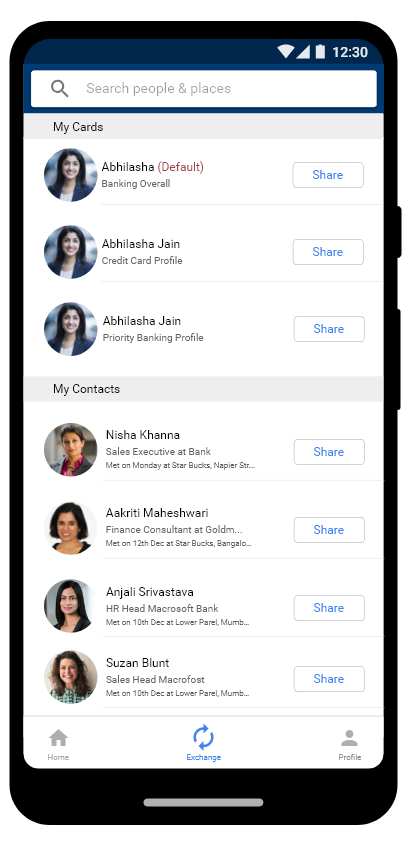 12:30
Search people & places
My Cards
Abhilasha (Default)
Banking Overall
Share
Abhilasha Jain
Credit Card Profile
Share
Abhilasha Jain
Priority Banking Profile
Share
My Contacts
Nisha Khanna
Sales Executive at Bank
Met on Monday at Star Bucks, Napier Str...
Share
Aakriti Maheshwari
Finance Consultant at Goldm...
Met on 12th Dec at Star Bucks, Bangalo...
Share
Anjali Srivastava
HR Head Macrosoft Bank
Met on 10th Dec at Lower Parel, Mumb...
Share
Suzan Blunt
Sales Head Macrofost
Met on 10th Dec at Lower Parel, Mumb...
Share
Home
Exchange
Profile